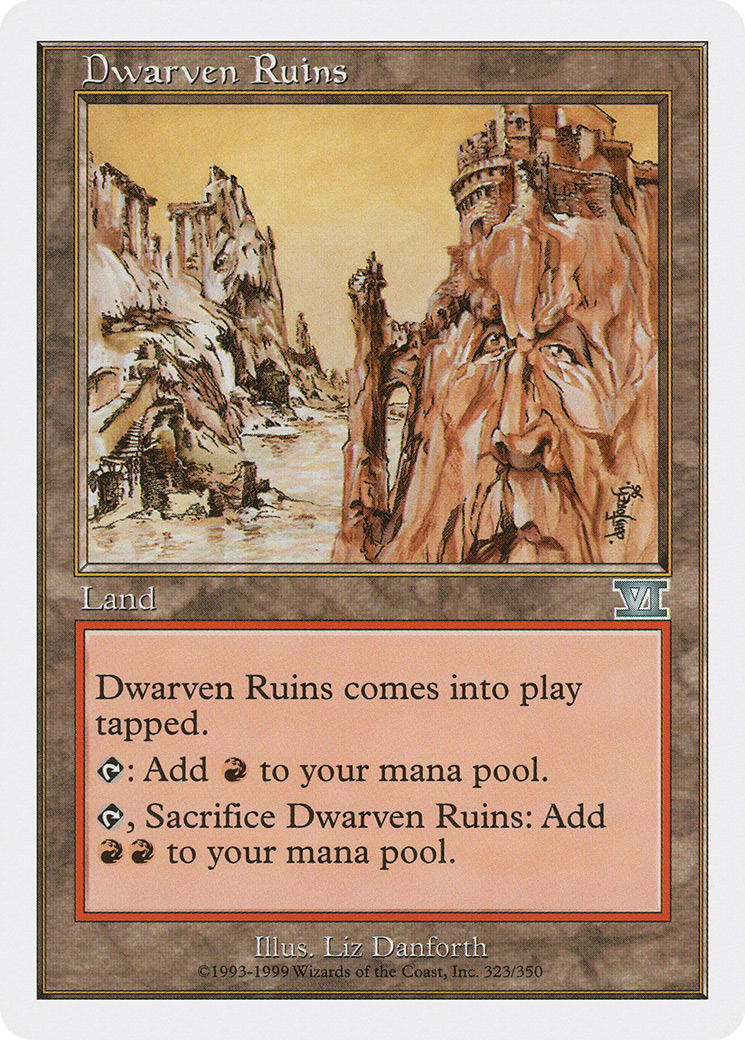 Dwarven Ruins
Land
VI
Dwarven Ruins comes into play
tapped.
: Add to your mana pool.
, Sacrifice Dwarven Ruins: Add
to your mana pool.
Illus. Liz Danforth
©1993-1999 Wizards of the Coast, Inc. 323/350